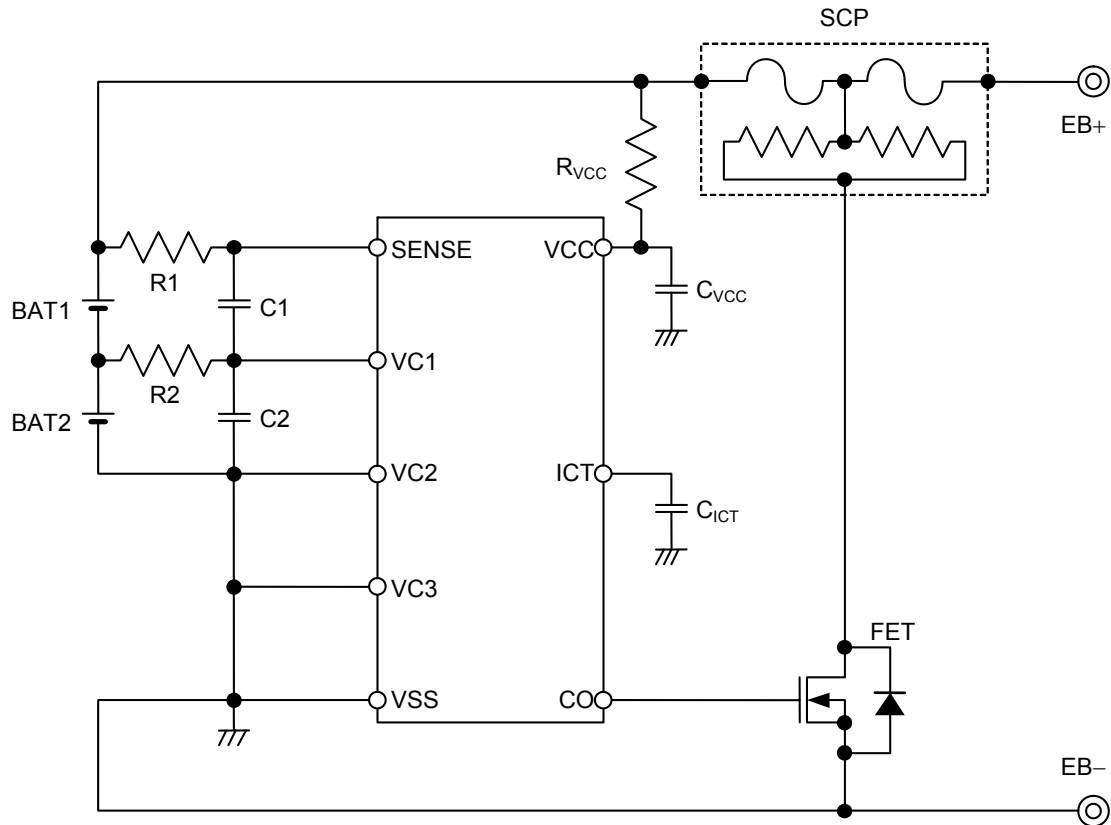 SCP
EB+
RVCC
SENSE
VCC
R1
BAT1
C1
CVCC
VC1
R2
BAT2
C2
VC2
ICT
CICT
VC3
FET
VSS
CO
EB−